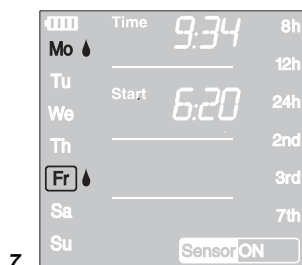 Time 9:34 8h
Mo
12h
Tu
Start 6:20 24h
We
2nd
Th
Fr 3rd
Sa 7th
Su Sensor ON
7